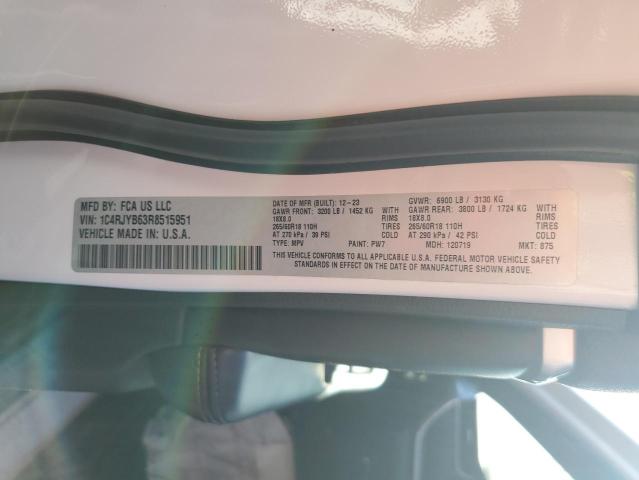 MFD BY: FCA US LLC
VIN: 1C4RJYB63R8515951
VEHICLE MADE IN: U.S.A.
DATE OF MFR (BUILT): 12-23
GAWR FRONT: 3200 LB / 1452 KG
18X8.0
265/60R18 110H
AT 270 kPa / 39 PSI
TYPE: MPV
GVWR: 6900 LB / 3130 KG
GAWR REAR: 3800 LB / 1724 KG
WITH TIRES 18X8.0
RIMS 265/60R18 110H
COLD AT 290 kPa / 42 PSI
WITH TIRES
RIMS
COLD
PAINT: PW7 MDH: 120719 MKT: 875
THIS VEHICLE CONFORMS TO ALL APPLICABLE U.S.A. FEDERAL MOTOR VEHICLE SAFETY
STANDARDS IN EFFECT ON THE DATE OF MANUFACTURE SHOWN ABOVE.